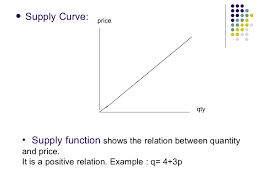 Supply Curve:
price
qty
Supply function shows the relation between quantity
and price.
It is a positive relation. Example : q= 4+3p